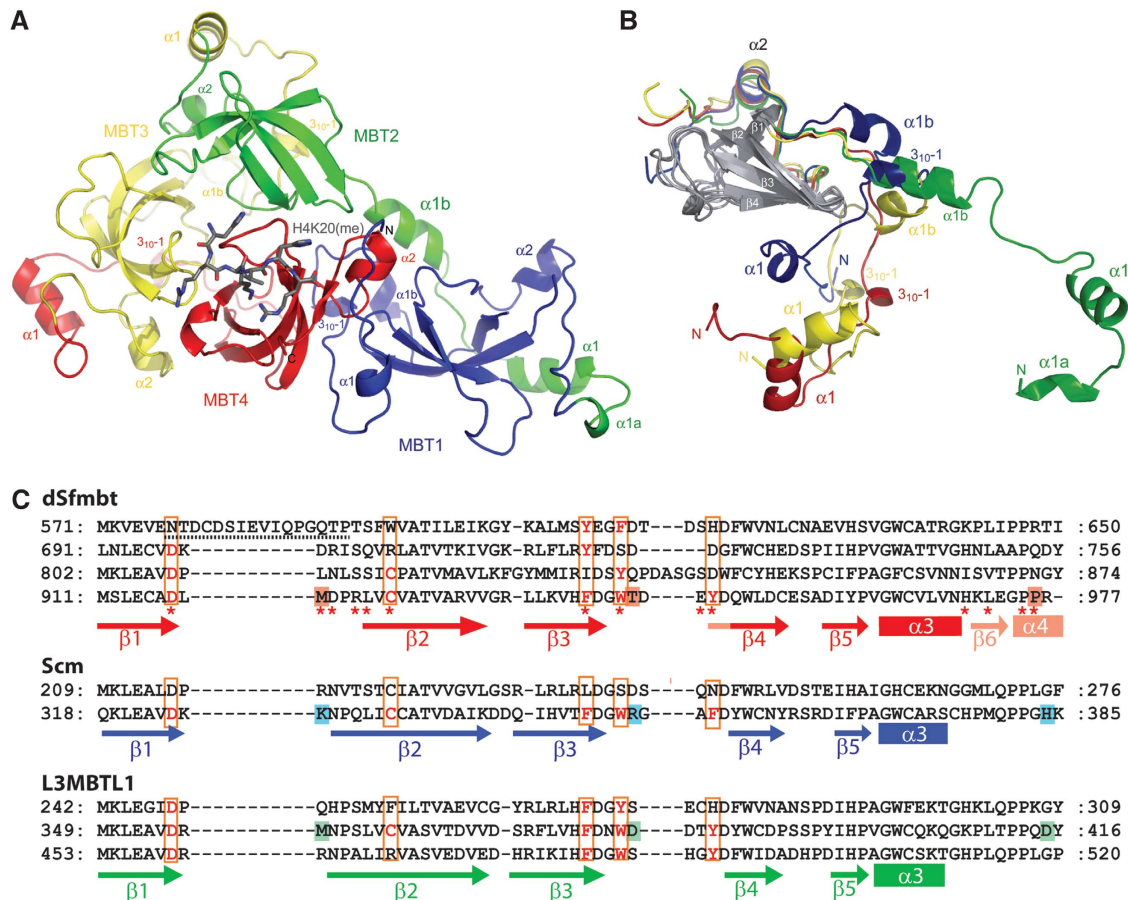 A
α1
α2
MBT3
3₁₀-1
MBT2
α1b
3₁₀-1
α1b
H4K20(me)
N
α2
α2
α1
α1b
3₁₀-1
α1
C
α1
α2
MBT4
MBT1
α1a
B
α2
α1b
β1
β2
3₁₀-1
β3
β4
α1b
α1b
α1
N
3₁₀-1
3₁₀-1
α1
N
N
α1
N
α1a
C
dSfmbt
571: MKVEVENTDCDSIEVIQPGQTPTSFWVATILEIKGY-KALMSYEGFDT---DSHDFWVNLCNAEVHSVGWCATRGKPLIPPRTI :650
691: LNLECVDK-----------DRISQVRLATVTKIVGK-RLFLRYFDSD-----DGFWCHEDSPIIHPVGWATTVGHNLAAPQDY :756
802: MKLEAVDP-----------LNLSSICPATVMAVLKFGYMMIRIDSYQPDASGSDWFCYHEKSPCIFPAGFCSVNNISVTPPNGY :874
911: MSLECADL-----------MDPRLVCVATVARVVGR-LLKVHFDGWTD----EYDQWLDCESADIYPVGWCVLVNHKLEGPPR- :977
* ** ** * * * ** * * **
β1 β2 β3 β4 β5 α3 β6 α4
Scm
209: MKLEALDP-----------RNVTSTCIATVVGVLGSR-LRLRLDGSDS---QNDFWRLVDSTEIHAIGHCEKNGGMLQPPLGF :276
318: QKLEAVDK-----------KNPQLICCATVDAIKDDQ-IHVTFDGWRG----AFDYWCNYRSRDIFPAGWCARSCHPMQPPGHK :385
β1 β2 β3 β4 β5 α3
L3MBTL1
242: MKLEGIDP-----------QHPSMYFILTVAEVCG-YRLRLHFDGYS----ECHDFWVNANSPDIHPAGWFEKTGHKLQPPKGY :309
349: MKLEAVDR-----------MNPSLVCVASVTDVVD-SRFLVHFDNWD----DTYDYWCDPSSPYIHPVGWCQKQGKPLTPPQDY :416
453: MKLEAVDR-----------RNPALIRVASVEDVED-HRIKIHFDGWS----HGYDFWIDADHPDIHPAGWCSKTGHPLQPPLGP :520
β1 β2 β3 β4 β5 α3